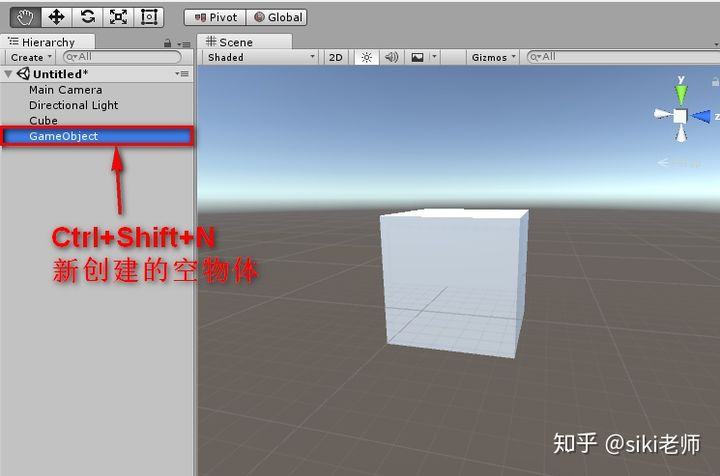 Pivot Global
Hierarchy
Create All
Untitled*
Main Camera
Directional Light
Cube
GameObject
Ctrl+Shift+N
新创建的空物体
Scene
Shaded 2D Gizmos All
y
z
Persp
知乎 @siki老师